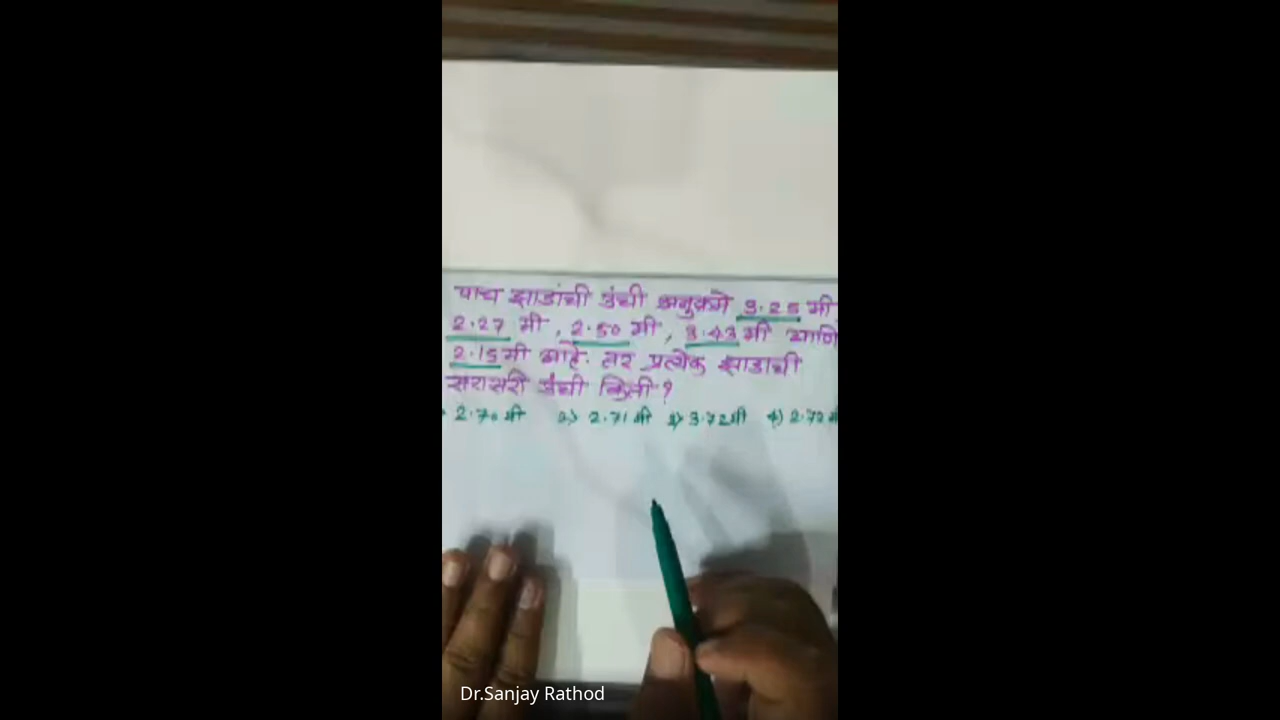 पाच झाडांची उंची अनुक्रमे 3.25 मी
2.27 मी , 2.50 मी , 3.43 मी आणि
2.15 मी आहे. तर प्रत्येक झाडाची
सरासरी उंची किती ?
2.70 मी 2) 2.71 मी 3) 3.72 मी 4) 2.72 मी
Dr.Sanjay Rathod